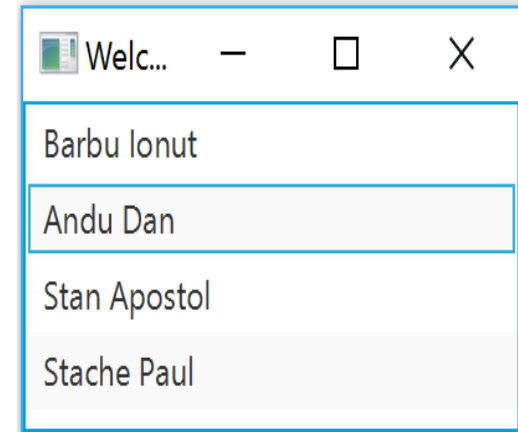 Welc...
Barbu Ionut
Andu Dan
Stan Apostol
Stache Paul